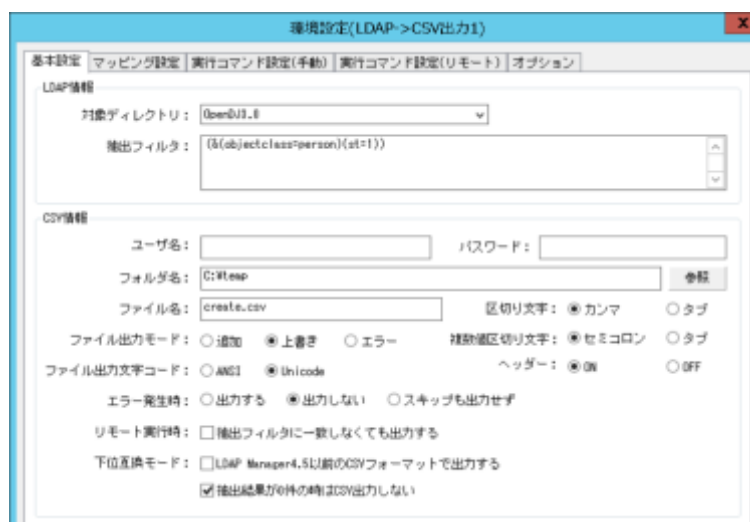 環境設定(LDAP->CSV出力1)
X
基本設定 マッピング設定 実行コマンド設定(手動) 実行コマンド設定(リモート) オプション
LDAP情報
対象ディレクトリ： OpenDJ3.0
抽出フィルタ： (&(objectclass=person)(st=1))
CSV情報
ユーザ名： パスワード：
フォルダ名： C:¥temp 参照
ファイル名： create.csv 区切り文字： カンマ タブ
ファイル出力モード： 追加 上書き エラー 複数値区切り文字： セミコロン タブ
ファイル出力文字コード： ANSI Unicode ヘッダー： ON OFF
エラー発生時： 出力する 出力しない スキップも出力せず
リモート実行時： 抽出フィルタに一致しなくても出力する
下位互換モード： LDAP Manager4.5以前のCSVフォーマットで出力する
抽出結果が0件の時はCSV出力しない